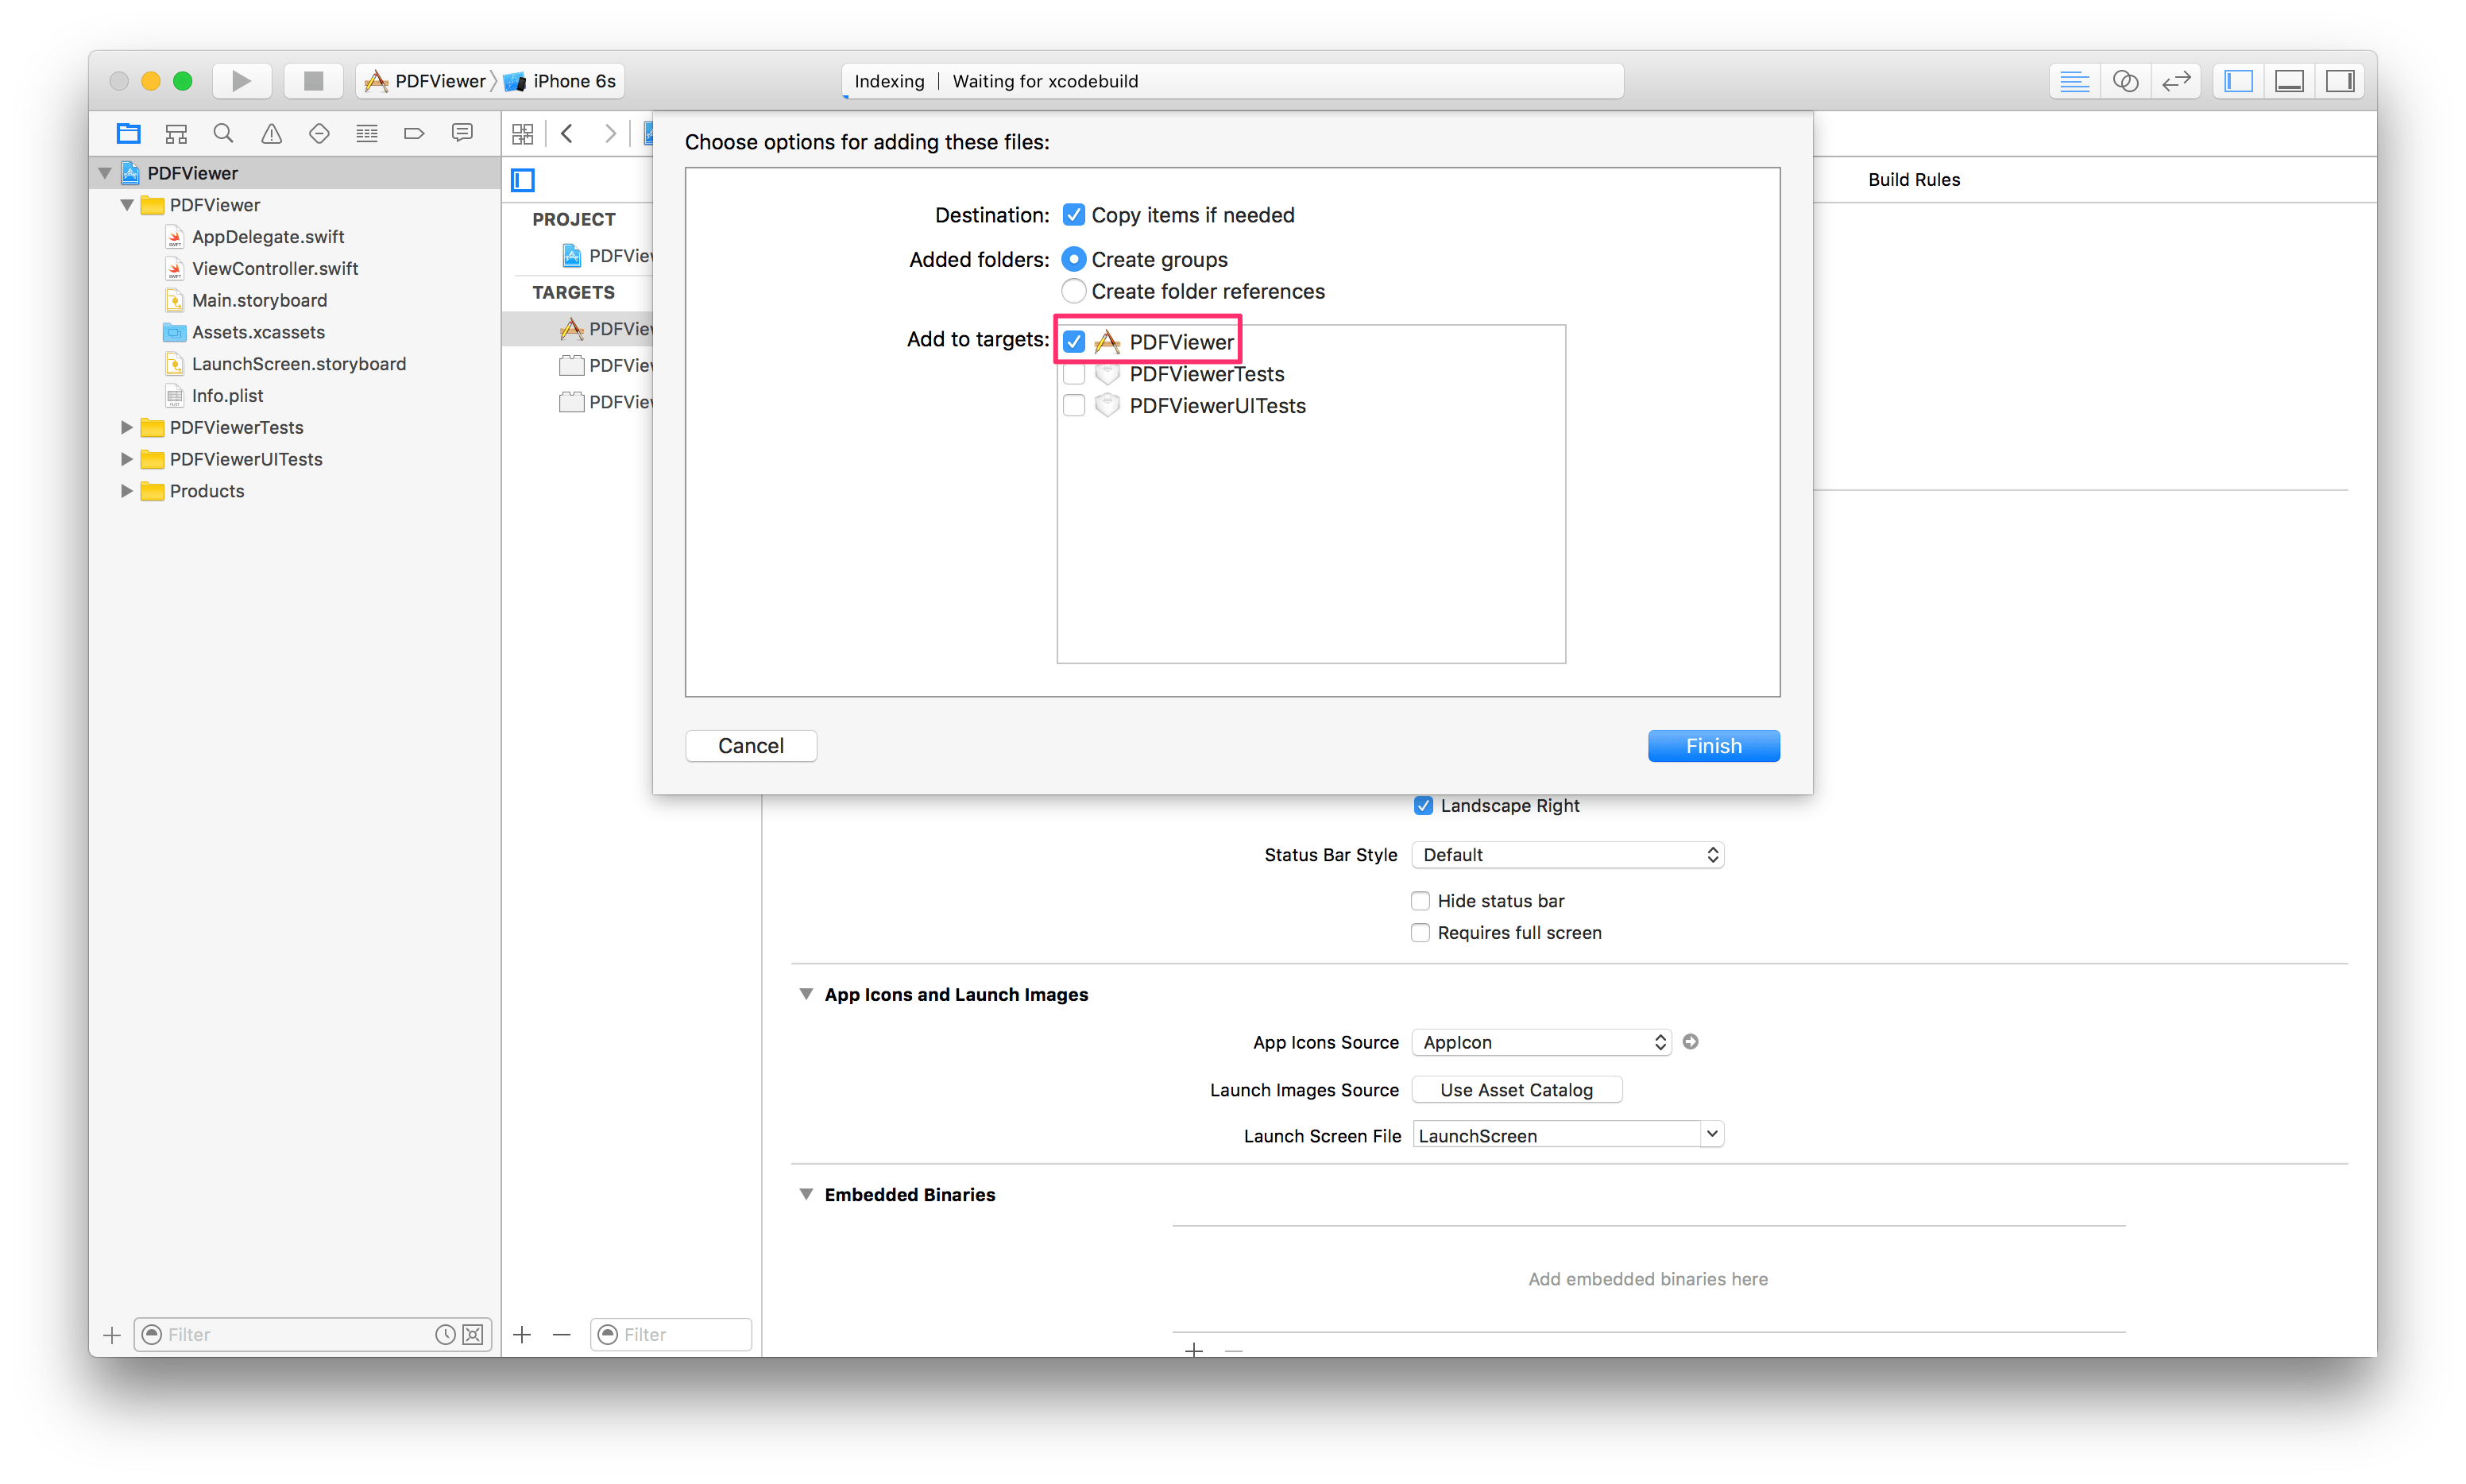 PDFViewer
iPhone 6s
Indexing | Waiting for xcodebuild
PDFViewer
PDFViewer
AppDelegate.swift
ViewController.swift
Main.storyboard
Assets.xcassets
LaunchScreen.storyboard
Info.plist
PDFViewerTests
PDFViewerUITests
Products
Filter
PROJECT
PDFView
TARGETS
PDFView
PDFView
PDFView
Filter
Choose options for adding these files:
Destination: Copy items if needed
Added folders: Create groups
Create folder references
Add to targets: PDFViewer
PDFViewerTests
PDFViewerUITests
Cancel
Finish
Build Rules
Landscape Right
Status Bar Style Default
Hide status bar
Requires full screen
App Icons and Launch Images
App Icons Source AppIcon
Launch Images Source Use Asset Catalog
Launch Screen File LaunchScreen
Embedded Binaries
Add embedded binaries here